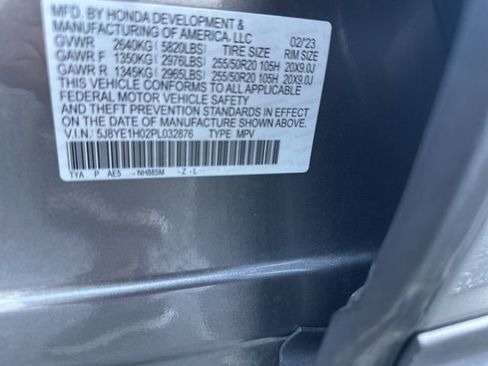 MFD. BY HONDA DEVELOPMENT &
MANUFACTURING OF AMERICA, LLC 02/'23
GVWR 2640KG( 5820LBS) TIRE SIZE RIM SIZE
GAWR F 1350KG( 2976LBS) 255/50R20 105H 20X9.0J
GAWR R 1345KG( 2965LBS) 255/50R20 105H 20X9.0J
THIS VEHICLE CONFORMS TO ALL APPLICABLE
FEDERAL MOTOR VEHICLE SAFETY
AND THEFT PREVENTION STANDARDS IN EFFECT
ON THE DATE OF MANUFACTURE SHOWN ABOVE.
V.I.N.: 5J8YE1H02PL032876 TYPE: MPV
TYA P AE5 - NH885M - Z - L